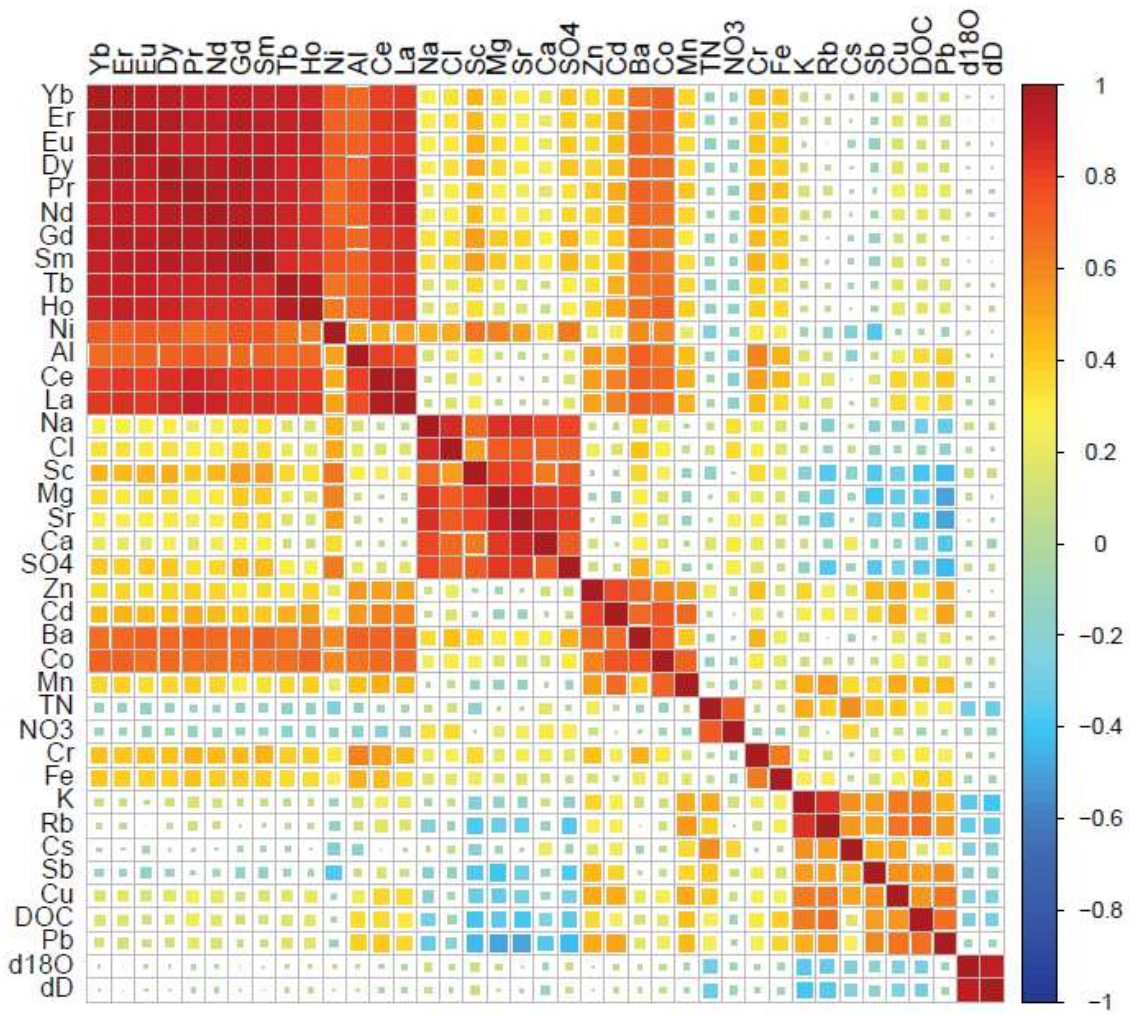 Yb Er Eu Dy Pr Nd Gd Sm Tb Ho Ni Al Ce La Na Cl Sc Mg Sr Ca SO4 Zn Cd Ba Co Mn TN NO3 Cr Fe K Rb Cs Sb Cu DOC Pb d18O dD
Yb
Er
Eu
Dy
Pr
Nd
Gd
Sm
Tb
Ho
Ni
Al
Ce
La
Na
Cl
Sc
Mg
Sr
Ca
SO4
Zn
Cd
Ba
Co
Mn
TN
NO3
Cr
Fe
K
Rb
Cs
Sb
Cu
DOC
Pb
d18O
dD
1
0.8
0.6
0.4
0.2
0
−0.2
−0.4
−0.6
−0.8
−1